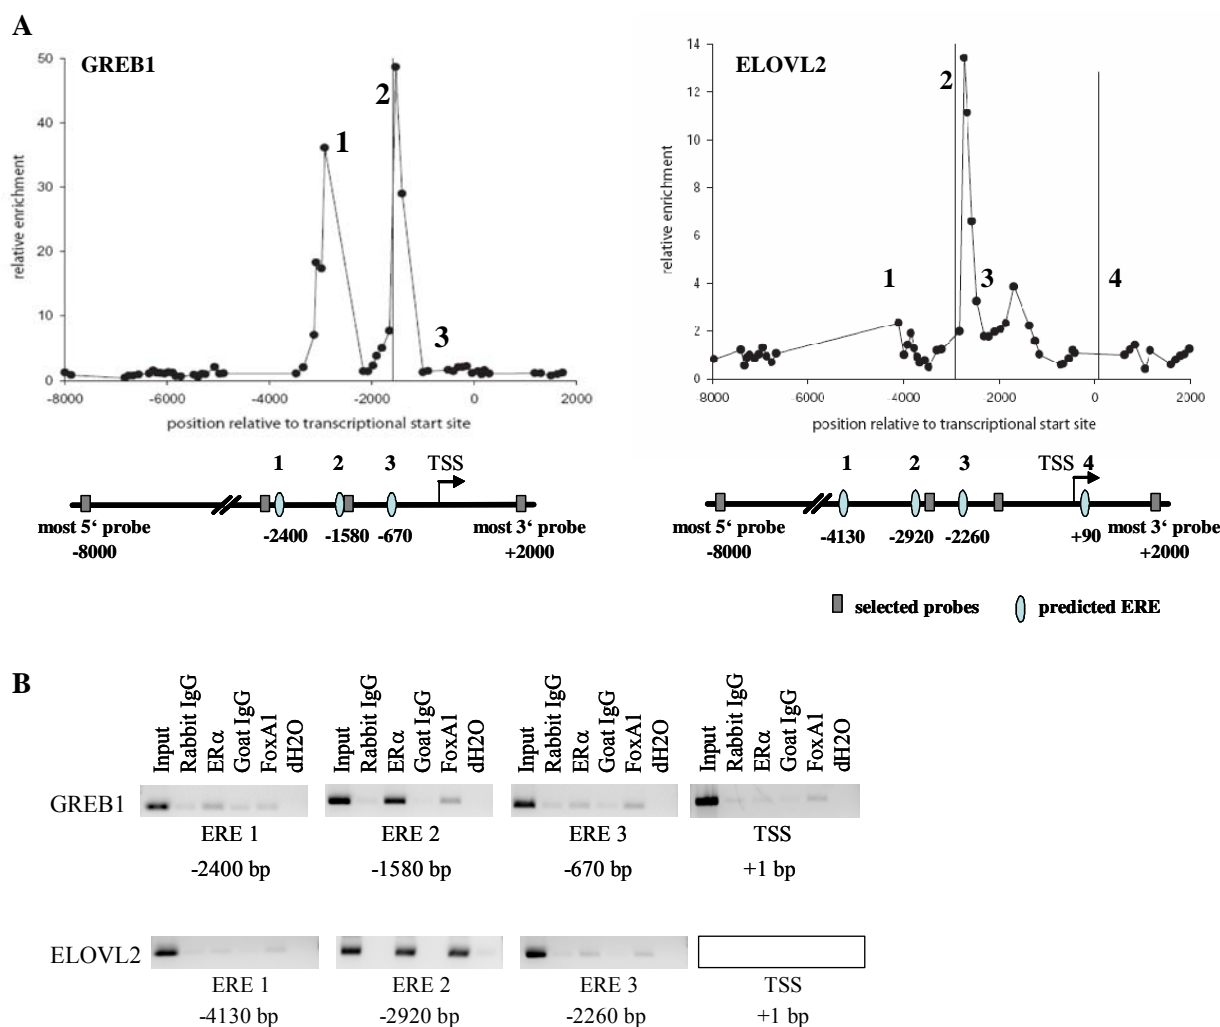 A
GREB1
50
40
30
20
10
0
relative enrichment
1
2
3
-8000 -6000 -4000 -2000 0 2000
position relative to transcriptional start site
1 2 3 TSS
most 5‘ probe -2400 -1580 -670 most 3‘ probe
-8000 +2000
ELOVL2
14
12
10
8
6
4
2
0
relative enrichment
1
2
3
4
8000 6000 -4000 -2000 0 2000
position relative to transcriptional start site
1 2 3 TSS 4
most 5‘ probe -4130 -2920 -2260 +90 most 3‘ probe
-8000 +2000
selected probes predicted ERE
B
Input Rabbit IgG ERα Goat IgG FoxA1 dH2O
Input Rabbit IgG ERα Goat IgG FoxA1 dH2O
Input Rabbit IgG ERα Goat IgG FoxA1 dH2O
Input Rabbit IgG ERα Goat IgG FoxA1 dH2O
GREB1
ERE 1 ERE 2 ERE 3 TSS
-2400 bp -1580 bp -670 bp +1 bp
ELOVL2
ERE 1 ERE 2 ERE 3 TSS
-4130 bp -2920 bp -2260 bp +1 bp